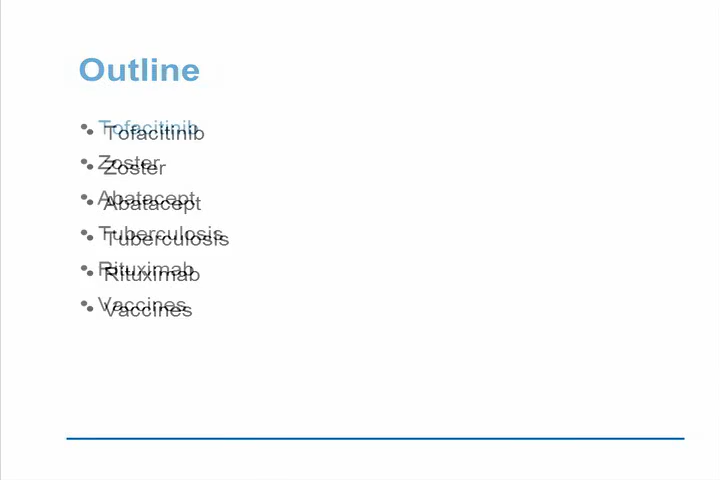 Outline
• Tofacitinib
• Zoster
• Abatacept
• Tuberculosis
• Rituximab
• Vaccines